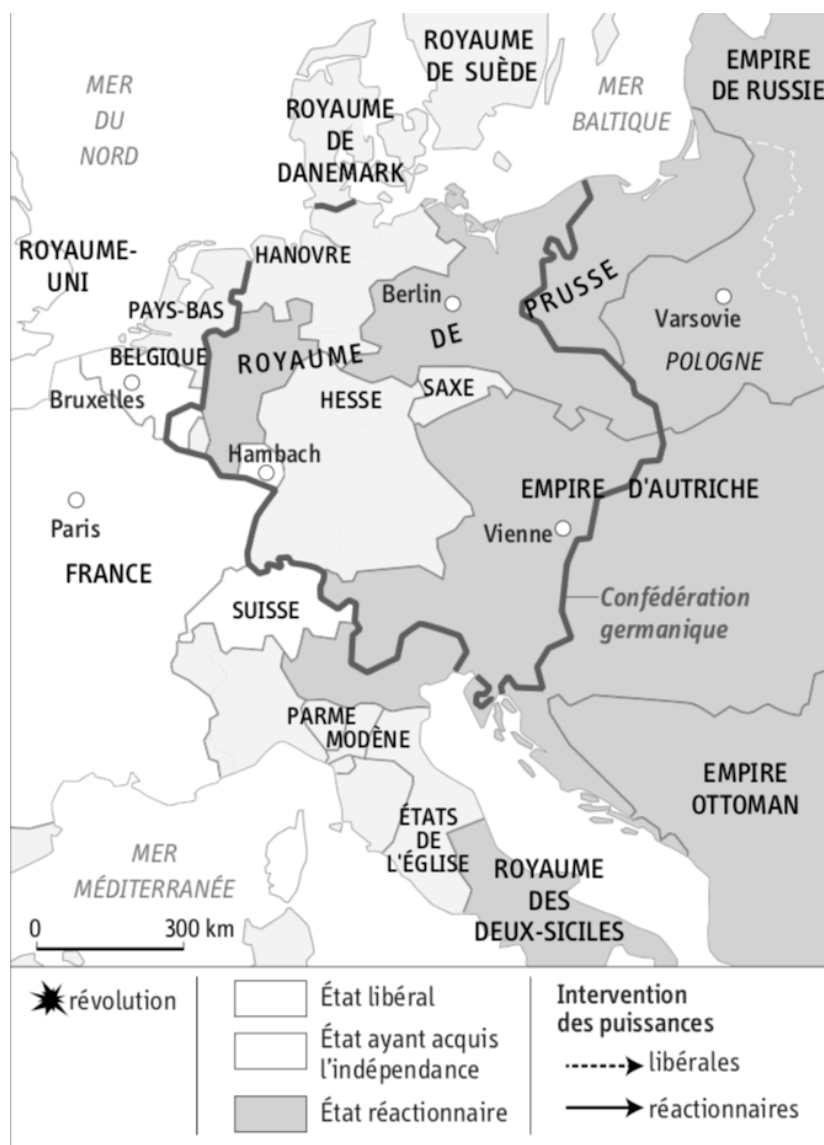 MER
DU
NORD
ROYAUME
DE SUÈDE
MER
BALTIQUE
EMPIRE
DE RUSSIE
ROYAUME
DE
DANEMARK
ROYAUME-
UNI
HANOVRE
PAYS-BAS
Berlin
PRUSSE
Varsovie
BELGIQUE
ROYAUME
DE
POLOGNE
Bruxelles
HESSE
SAXE
Hambach
EMPIRE D'AUTRICHE
Paris
Vienne
FRANCE
SUISSE
Confédération
germanique
PARME
MODÈNE
EMPIRE
OTTOMAN
ÉTATS
DE
L'ÉGLISE
MER
MÉDITERRANÉE
ROYAUME
DES
DEUX-SICILES
0 300 km
révolution
État libéral
État ayant acquis
l'indépendance
État réactionnaire
Intervention
des puissances
libérales
réactionnaires